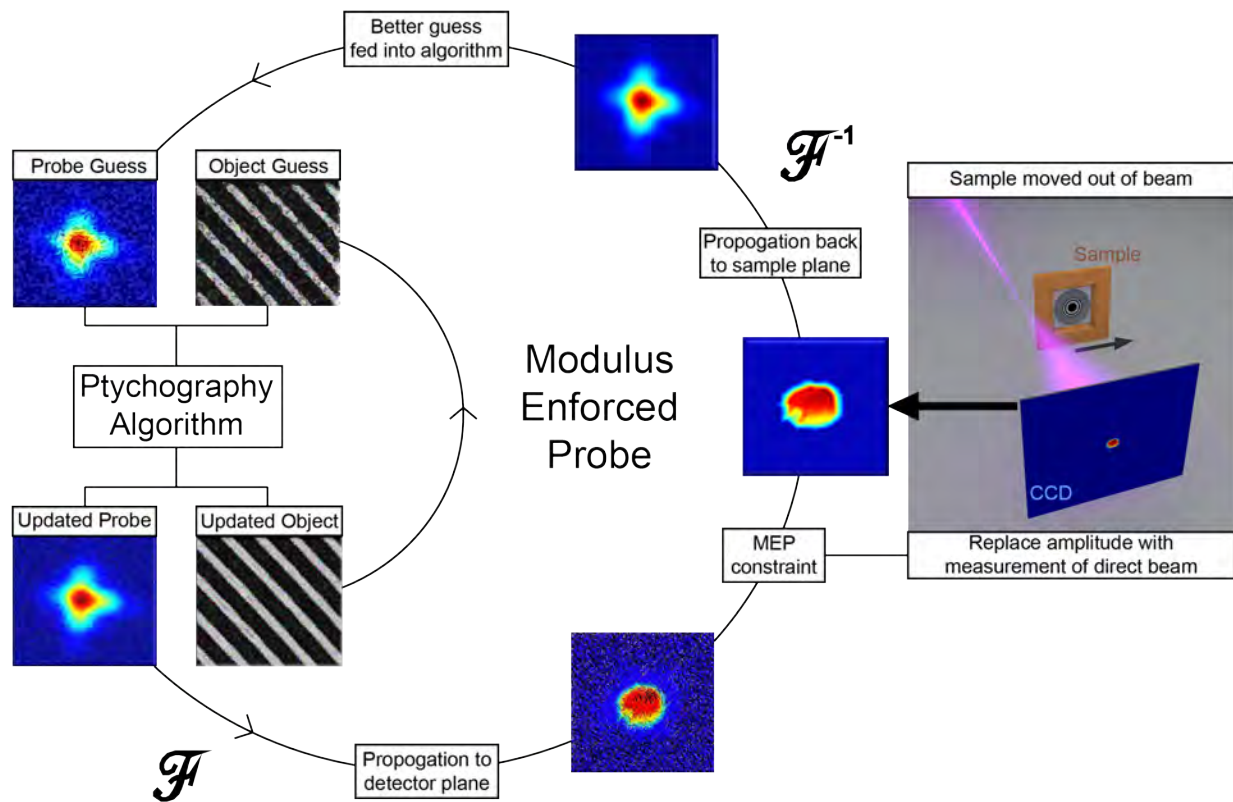 Better guess
fed into algorithm
Probe Guess
Object Guess
ℱ⁻¹
Sample moved out of beam
Sample
Propogation back
to sample plane
Modulus
Enforced
Probe
Ptychography
Algorithm
CCD
Updated Probe
Updated Object
MEP
constraint
Replace amplitude with
measurement of direct beam
ℱ
Propogation to
detector plane